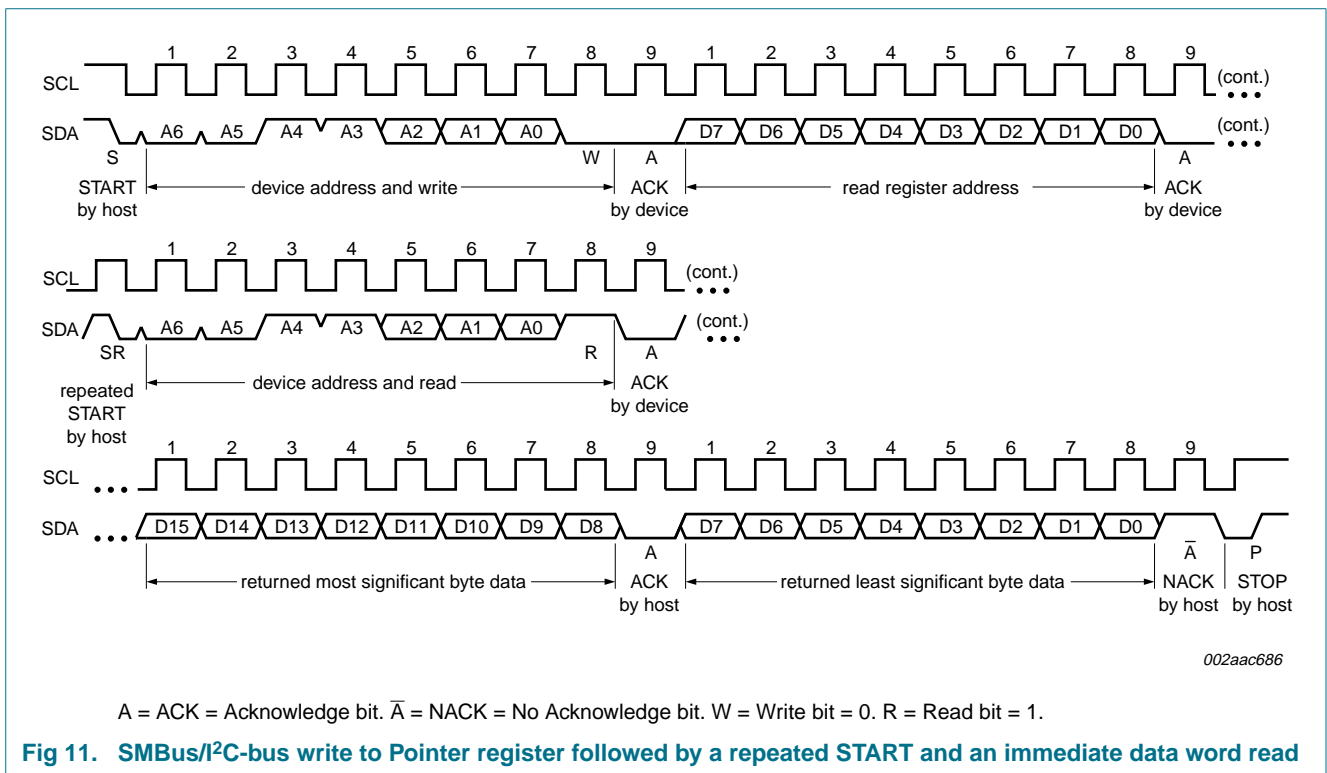 1 2 3 4 5 6 7 8 9 1 2 3 4 5 6 7 8 9
SCL (cont.)
SDA A6 A5 A4 A3 A2 A1 A0 D7 D6 D5 D4 D3 D2 D1 D0 (cont.)
S W A A
START device address and write ACK read register address ACK
by host by device by device
1 2 3 4 5 6 7 8 9
SCL (cont.)
SDA A6 A5 A4 A3 A2 A1 A0 (cont.)
SR R A
repeated device address and read ACK
START by device
by host
1 2 3 4 5 6 7 8 9 1 2 3 4 5 6 7 8 9
SCL
SDA D15 D14 D13 D12 D11 D10 D9 D8 D7 D6 D5 D4 D3 D2 D1 D0
A A̅ P
returned most significant byte data ACK returned least significant byte data NACK STOP
by host by host by host
002aac686
A = ACK = Acknowledge bit. A̅ = NACK = No Acknowledge bit. W = Write bit = 0. R = Read bit = 1.
Fig 11. SMBus/I²C-bus write to Pointer register followed by a repeated START and an immediate data word read